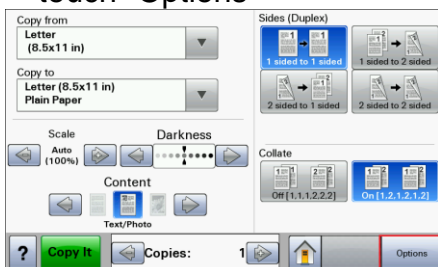 touch "Options"
Copy from
Letter
(8.5x11 in)
Copy to
Letter (8.5x11 in)
Plain Paper
Scale
Auto
(100%)
Darkness
Content
Text/Photo
Sides (Duplex)
1 sided to 1 sided
1 sided to 2 sided
2 sided to 1 sided
2 sided to 2 sided
Collate
Off [1,1,1,2,2,2]
On [1,2,1,2,1,2]
?
Copy It
Copies:
1
Options